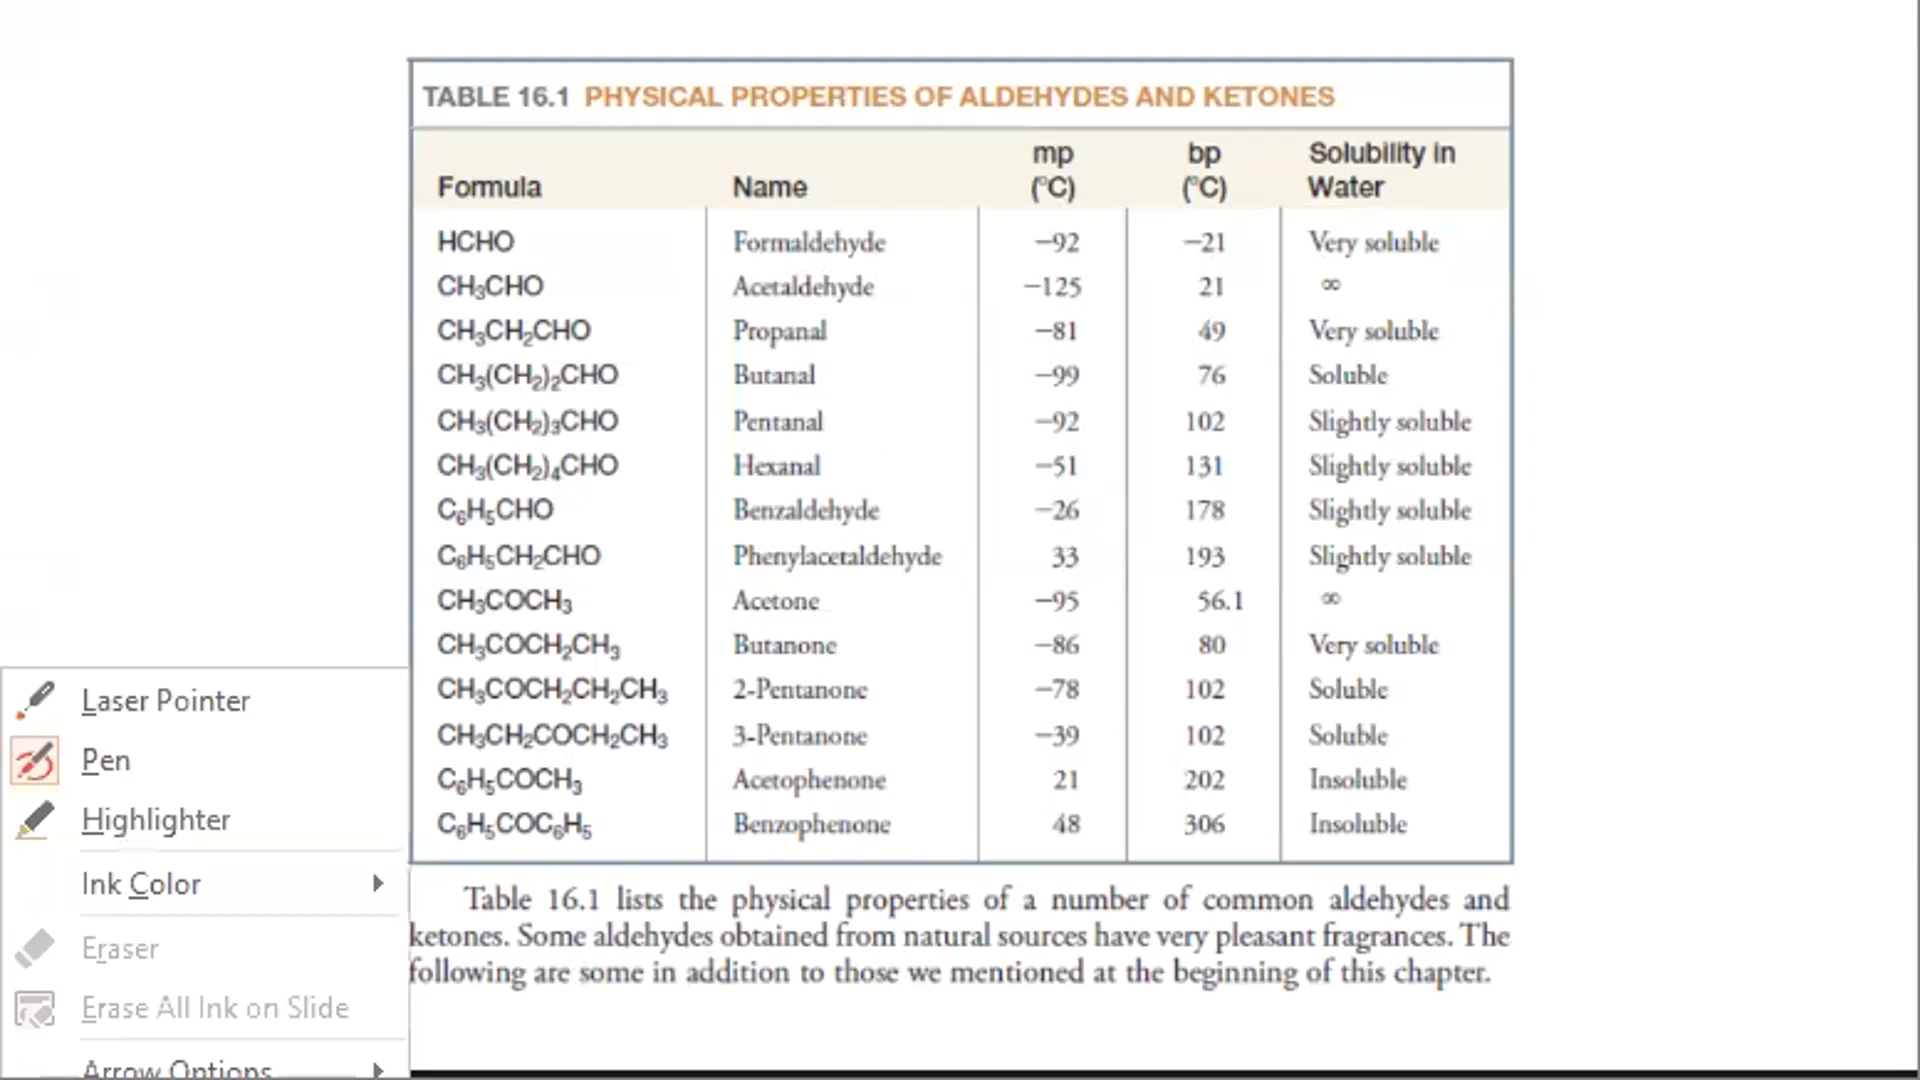 TABLE 16.1 PHYSICAL PROPERTIES OF ALDEHYDES AND KETONES
Formula Name mp (°C) bp (°C) Solubility in Water
HCHO Formaldehyde −92 −21 Very soluble
CH₃CHO Acetaldehyde −125 21 ∞
CH₃CH₂CHO Propanal −81 49 Very soluble
CH₃(CH₂)₂CHO Butanal −99 76 Soluble
CH₃(CH₂)₃CHO Pentanal −92 102 Slightly soluble
CH₃(CH₂)₄CHO Hexanal −51 131 Slightly soluble
C₆H₅CHO Benzaldehyde −26 178 Slightly soluble
C₆H₅CH₂CHO Phenylacetaldehyde 33 193 Slightly soluble
CH₃COCH₃ Acetone −95 56.1 ∞
CH₃COCH₂CH₃ Butanone −86 80 Very soluble
CH₃COCH₂CH₂CH₃ 2-Pentanone −78 102 Soluble
CH₃CH₂COCH₂CH₃ 3-Pentanone −39 102 Soluble
C₆H₅COCH₃ Acetophenone 21 202 Insoluble
C₆H₅COC₆H₅ Benzophenone 48 306 Insoluble
Table 16.1 lists the physical properties of a number of common aldehydes and
ketones. Some aldehydes obtained from natural sources have very pleasant fragrances. The
following are some in addition to those we mentioned at the beginning of this chapter.
Laser Pointer
Pen
Highlighter
Ink Color
Eraser
Erase All Ink on Slide
Arrow Options